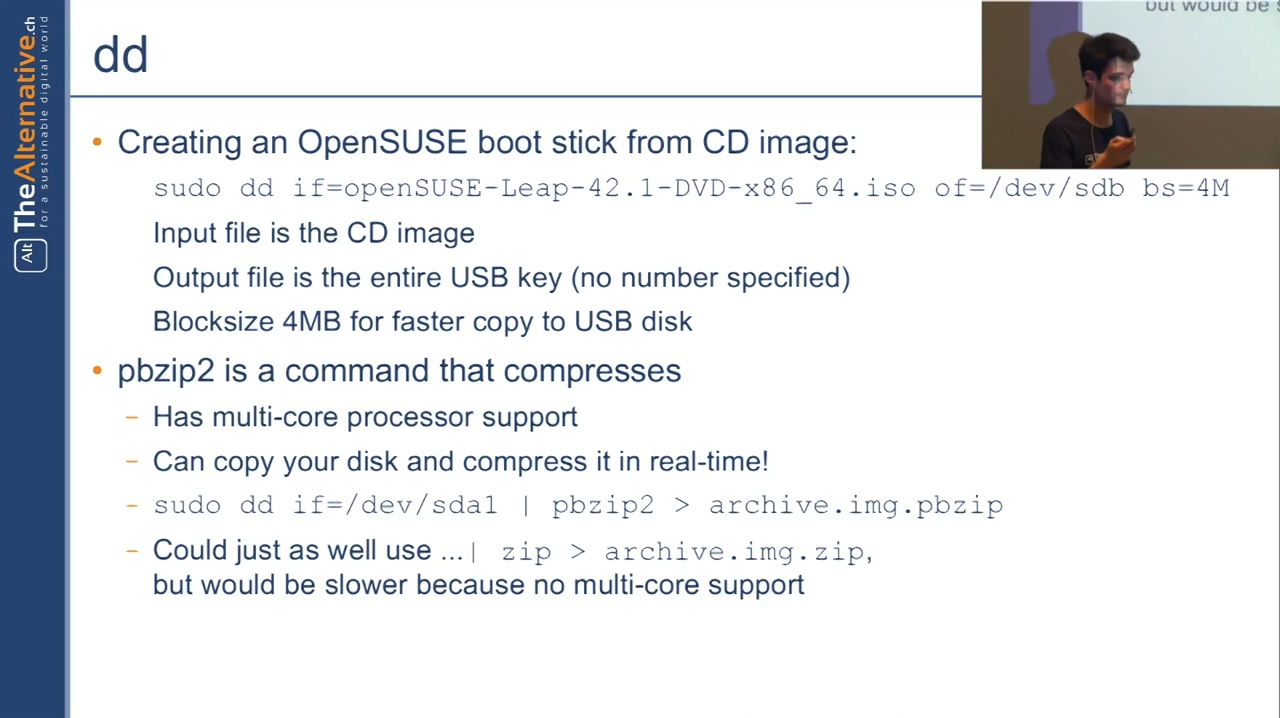 TheAlternative.ch
for a sustainable digital world
Alt
dd
but would be s
• Creating an OpenSUSE boot stick from CD image:
sudo dd if=openSUSE-Leap-42.1-DVD-x86_64.iso of=/dev/sdb bs=4M
Input file is the CD image
Output file is the entire USB key (no number specified)
Blocksize 4MB for faster copy to USB disk
• pbzip2 is a command that compresses
– Has multi-core processor support
– Can copy your disk and compress it in real-time!
– sudo dd if=/dev/sda1 | pbzip2 > archive.img.pbzip
– Could just as well use ...| zip > archive.img.zip,
but would be slower because no multi-core support